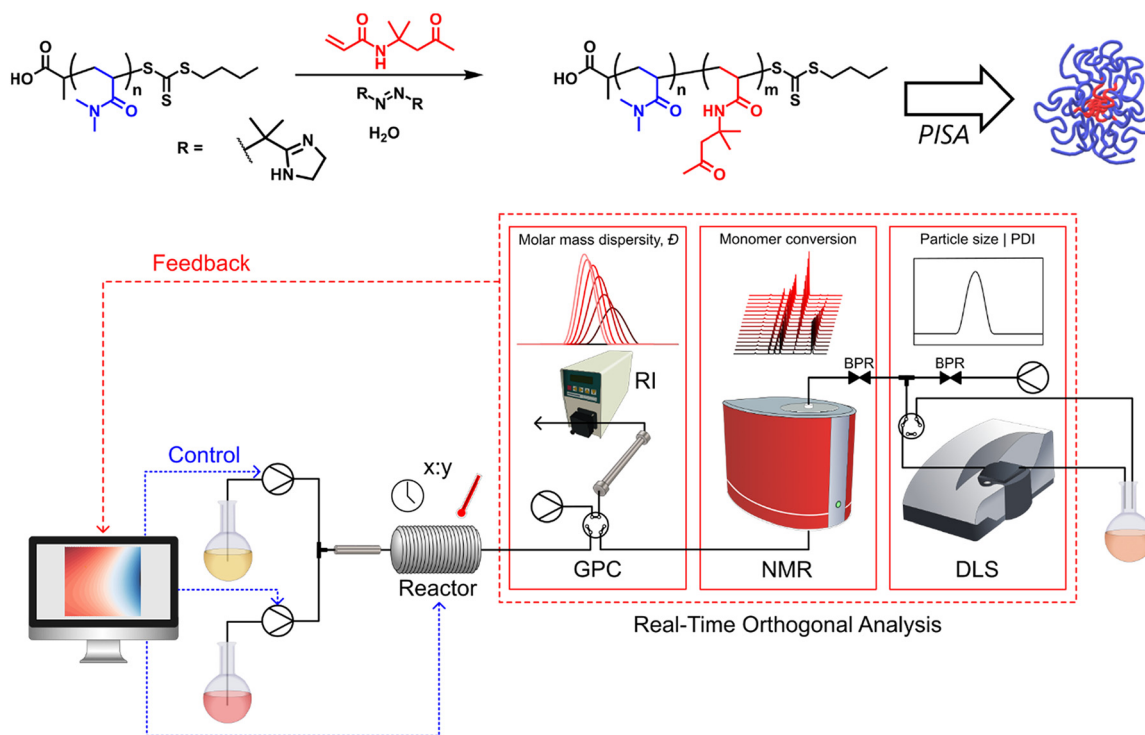 O
N
H
O
O
HO
n
S
S
S
N
O
R
N
N
R
H₂O
R =
N
HN
O
HO
n
m
S
S
S
N
O
O
HN
O
PISA
Molar mass dispersity, Đ
Monomer conversion
Particle size | PDI
Feedback
RI
BPR
BPR
Control
x:y
Reactor
GPC
NMR
DLS
Real-Time Orthogonal Analysis